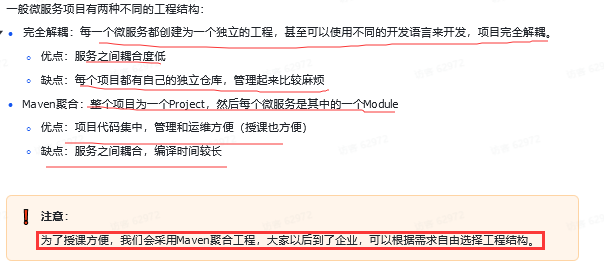 一般微服务项目有两种不同的工程结构：
完全解耦：每一个微服务都创建为一个独立的工程，甚至可以使用不同的开发语言来开发，项目完全解耦。
优点：服务之间耦合度低
缺点：每个项目都有自己的独立仓库，管理起来比较麻烦
Maven聚合：整个项目为一个Project，然后每个微服务是其中的一个Module
优点：项目代码集中，管理和运维方便（授课也方便）
缺点：服务之间耦合，编译时间较长
注意：
为了授课方便，我们会采用Maven聚合工程，大家以后到了企业，可以根据需求自由选择工程结构。